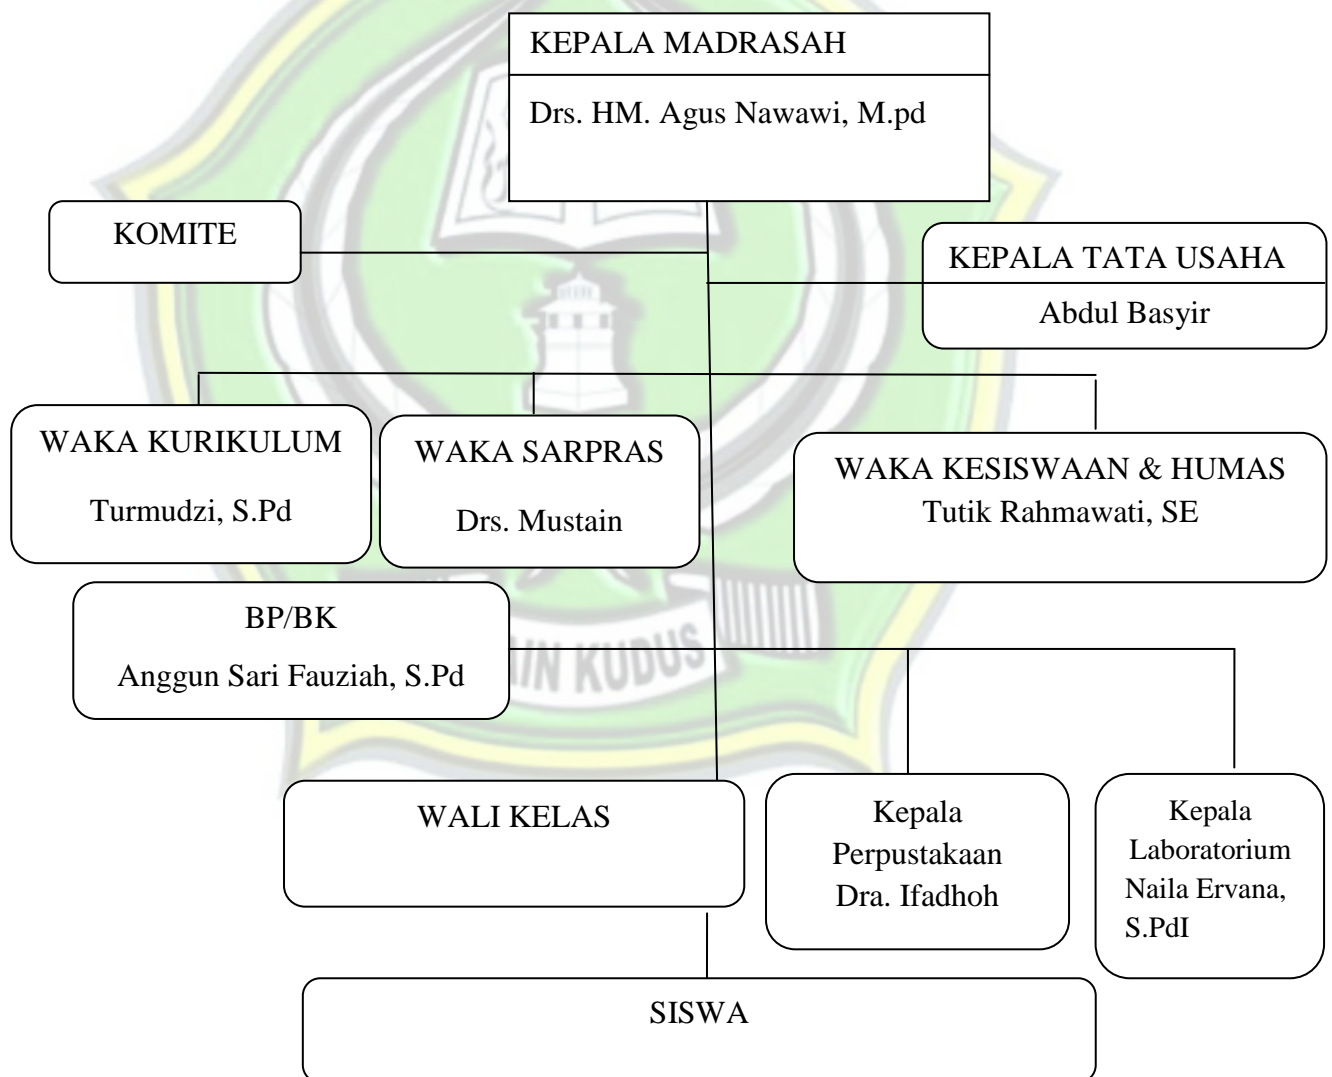 KEPALA MADRASAH
Drs. HM. Agus Nawawi, M.pd
KOMITE
KEPALA TATA USAHA
Abdul Basyir
WAKA KURIKULUM
Turmudzi, S.Pd
WAKA SARPRAS
Drs. Mustain
WAKA KESISWAAN & HUMAS
Tutik Rahmawati, SE
BP/BK
Anggun Sari Fauziah, S.Pd
AIN KUDUS
WALI KELAS
Kepala
Perpustakaan
Dra. Ifadhoh
Kepala
Laboratorium
Naila Ervana,
S.PdI
SISWA